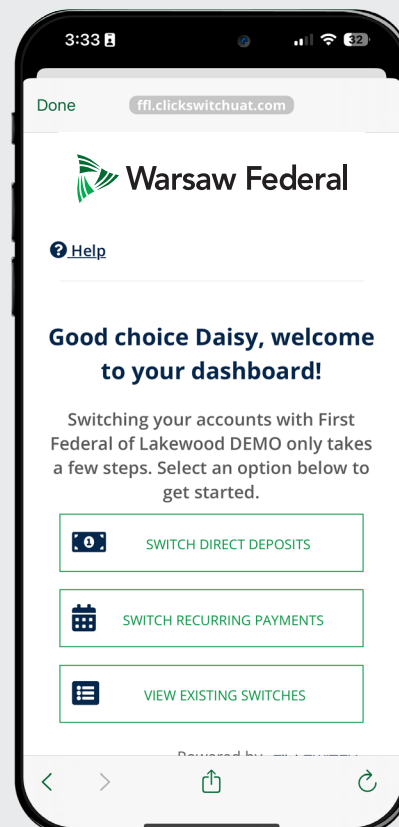 3:33
32
Done
ffl.clickswitchuat.com
Warsaw Federal
Help
Good choice Daisy, welcome
to your dashboard!
Switching your accounts with First
Federal of Lakewood DEMO only takes
a few steps. Select an option below to
get started.
SWITCH DIRECT DEPOSITS
SWITCH RECURRING PAYMENTS
VIEW EXISTING SWITCHES
Powered by